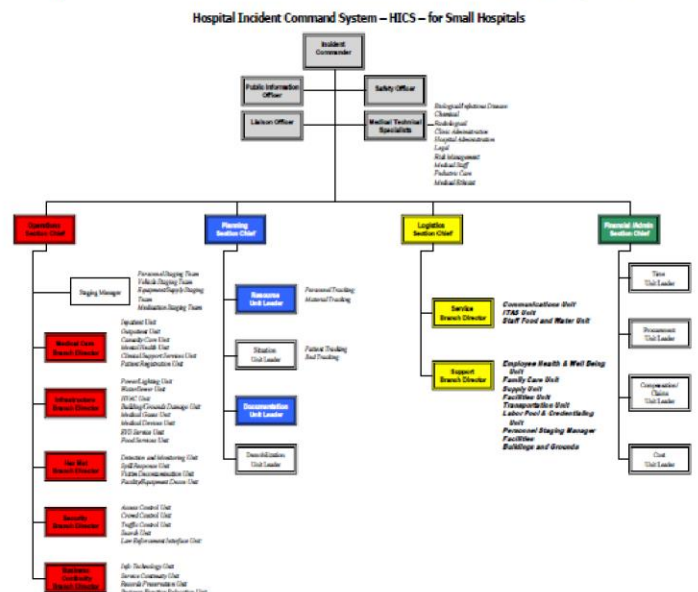 Hospital Incident Command System – HICS – for Small Hospitals
Incident
Commander
Public Information
Officer
Safety Officer
Liaison Officer
Medical Technical
Specialists
Biological/Infectious Disease
Chemical
Radiological
Clinic Administration
Hospital Administration
Legal
Risk Management
Medical Staff
Pediatric Care
Medical Ethicist
Operations
Section Chief
Planning
Section Chief
Logistics
Section Chief
Financial /Admin
Section Chief
Staging Manager
Personnel Staging Team
Vehicle Staging Team
Equipment/Supply Staging
Team
Medication Staging Team
Medical Care
Branch Director
Inpatient Unit
Outpatient Unit
Casualty Care Unit
Mental Health Unit
Clinical Support Services Unit
Patient Registration Unit
Infrastructure
Branch Director
Power/Lighting Unit
Water/Sewer Unit
HVAC Unit
Building/Grounds Damage Unit
Medical Gases Unit
Medical Devices Unit
EVS Service Unit
Food Services Unit
Haz Mat
Branch Director
Detection and Monitoring Unit
Spill Response Unit
Victim Decontamination Unit
Facility/Equipment Decon Unit
Security
Branch Director
Access Control Unit
Crowd Control Unit
Traffic Control Unit
Search Unit
Law Enforcement Interface Unit
Business
Continuity
Branch Director
Info Technology Unit
Service Continuity Unit
Records Preservation Unit
Business Function Relocation Unit
Resource
Unit Leader
Personnel Tracking
Material Tracking
Situation
Unit Leader
Patient Tracking
Bed Tracking
Documentation
Unit Leader
Demobilization
Unit Leader
Service
Branch Director
Communications Unit
IT/IS Unit
Staff Food and Water Unit
Support
Branch Director
Employee Health & Well Being
Unit
Family Care Unit
Supply Unit
Facilities Unit
Transportation Unit
Labor Pool & Credentialing
Unit
Personnel Staging Manager
Facilities
Buildings and Grounds
Time
Unit Leader
Procurement
Unit Leader
Compensation/
Claims
Unit Leader
Cost
Unit Leader